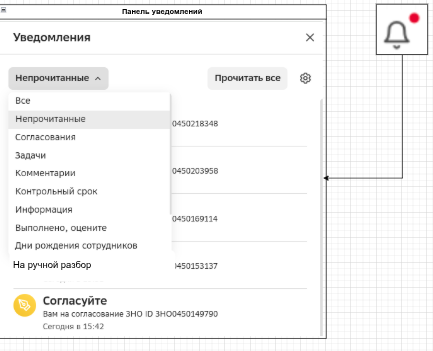 Панель уведомлений
Уведомления
Непрочитанные
Прочитать все
Все
Непрочитанные
0450218348
Согласования
Задачи
Комментарии
0450203958
Контрольный срок
Информация
0450169114
Выполнено, оцените
Дни рождения сотрудников
На ручной разбор
0450153137
Согласуйте
Вам на согласование ЗНО ID ЗНО0450149790
Сегодня в 15:42